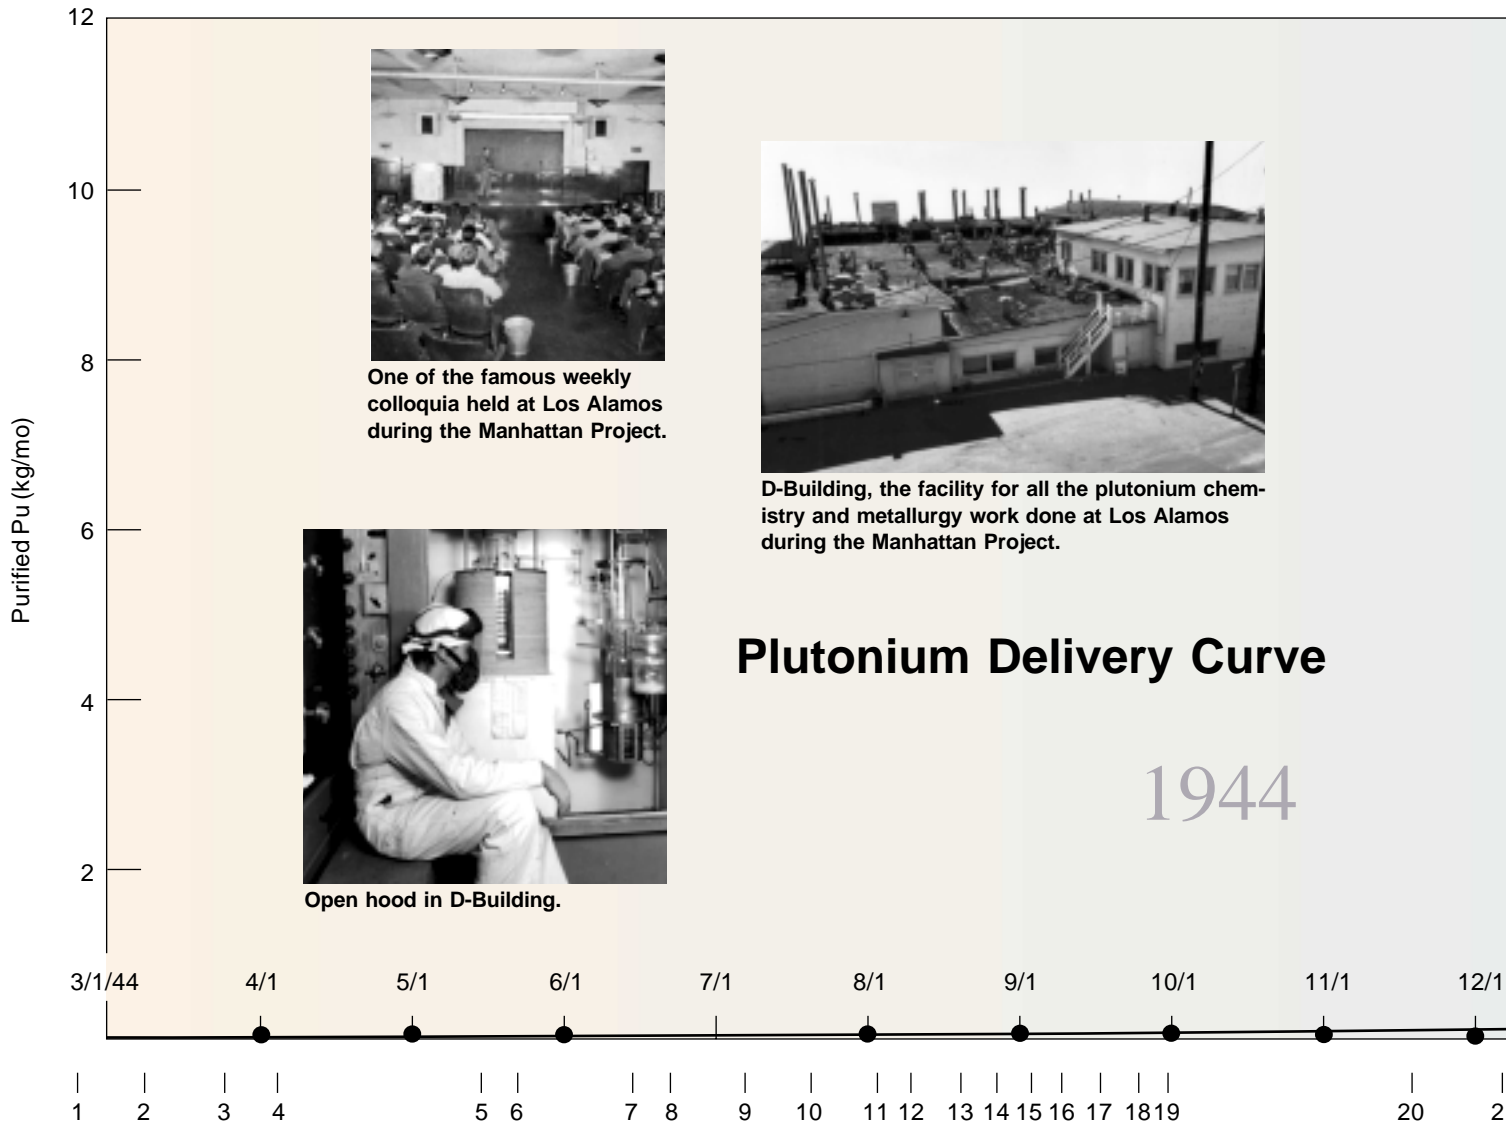 12
10
8
6
4
2
Purified Pu (kg/mo)
One of the famous weekly
colloquia held at Los Alamos
during the Manhattan Project.
D-Building, the facility for all the plutonium chem-
istry and metallurgy work done at Los Alamos
during the Manhattan Project.
Open hood in D-Building.
Plutonium Delivery Curve
1944
3/1/44 4/1 5/1 6/1 7/1 8/1 9/1 10/1 11/1 12/1
1 2 3 4 5 6 7 8 9 10 11 12 13 14 15 16 17 18 19 20 2